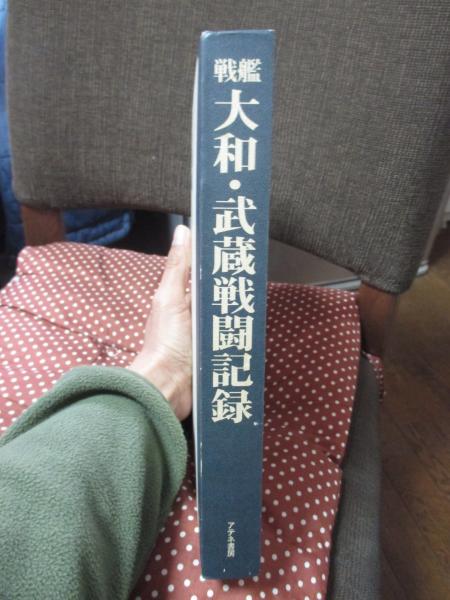 戦艦
大和・武蔵戦闘記録
アテネ書房